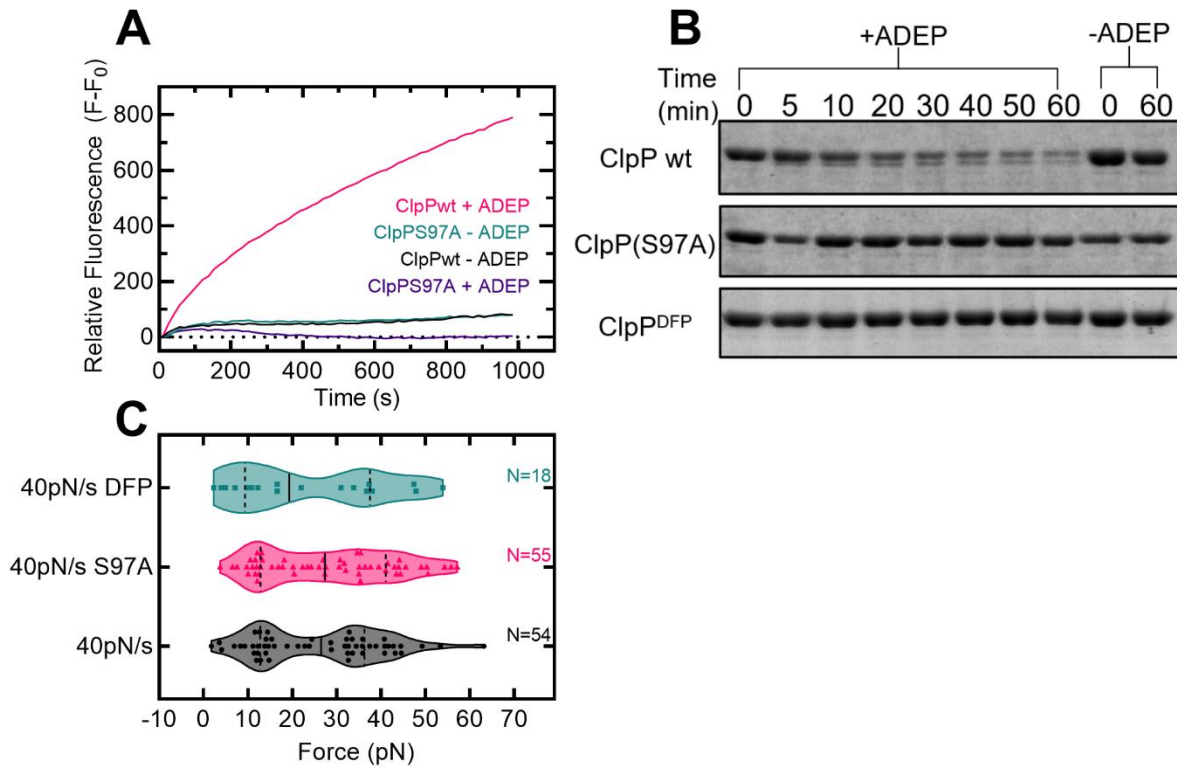 A
Relative Fluorescence (F-F0)
800
600
400
200
0
ClpPwt + ADEP
ClpPS97A - ADEP
ClpPwt - ADEP
ClpPS97A + ADEP
0 200 400 600 800 1000
Time (s)
B
+ADEP -ADEP
Time
(min) 0 5 10 20 30 40 50 60 0 60
ClpP wt
ClpP(S97A)
ClpPDFP
C
40pN/s DFP N=18
40pN/s S97A N=55
40pN/s N=54
-10 0 10 20 30 40 50 60 70
Force (pN)